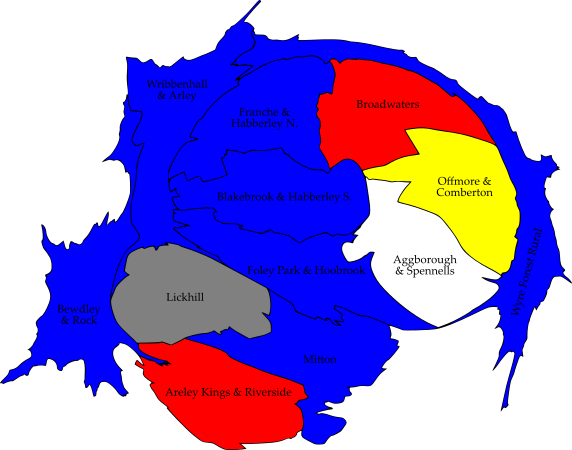 Wribbenhall
& Arley
Franche &
Habberley N.
Broadwaters
Offmore &
Comberton
Blakebrook & Habberley S.
Aggborough
& Spennells
Foley Park & Hoobrook
Wyre Forest Rural
Lickhill
Bewdley
& Rock
Mitton
Areley Kings & Riverside